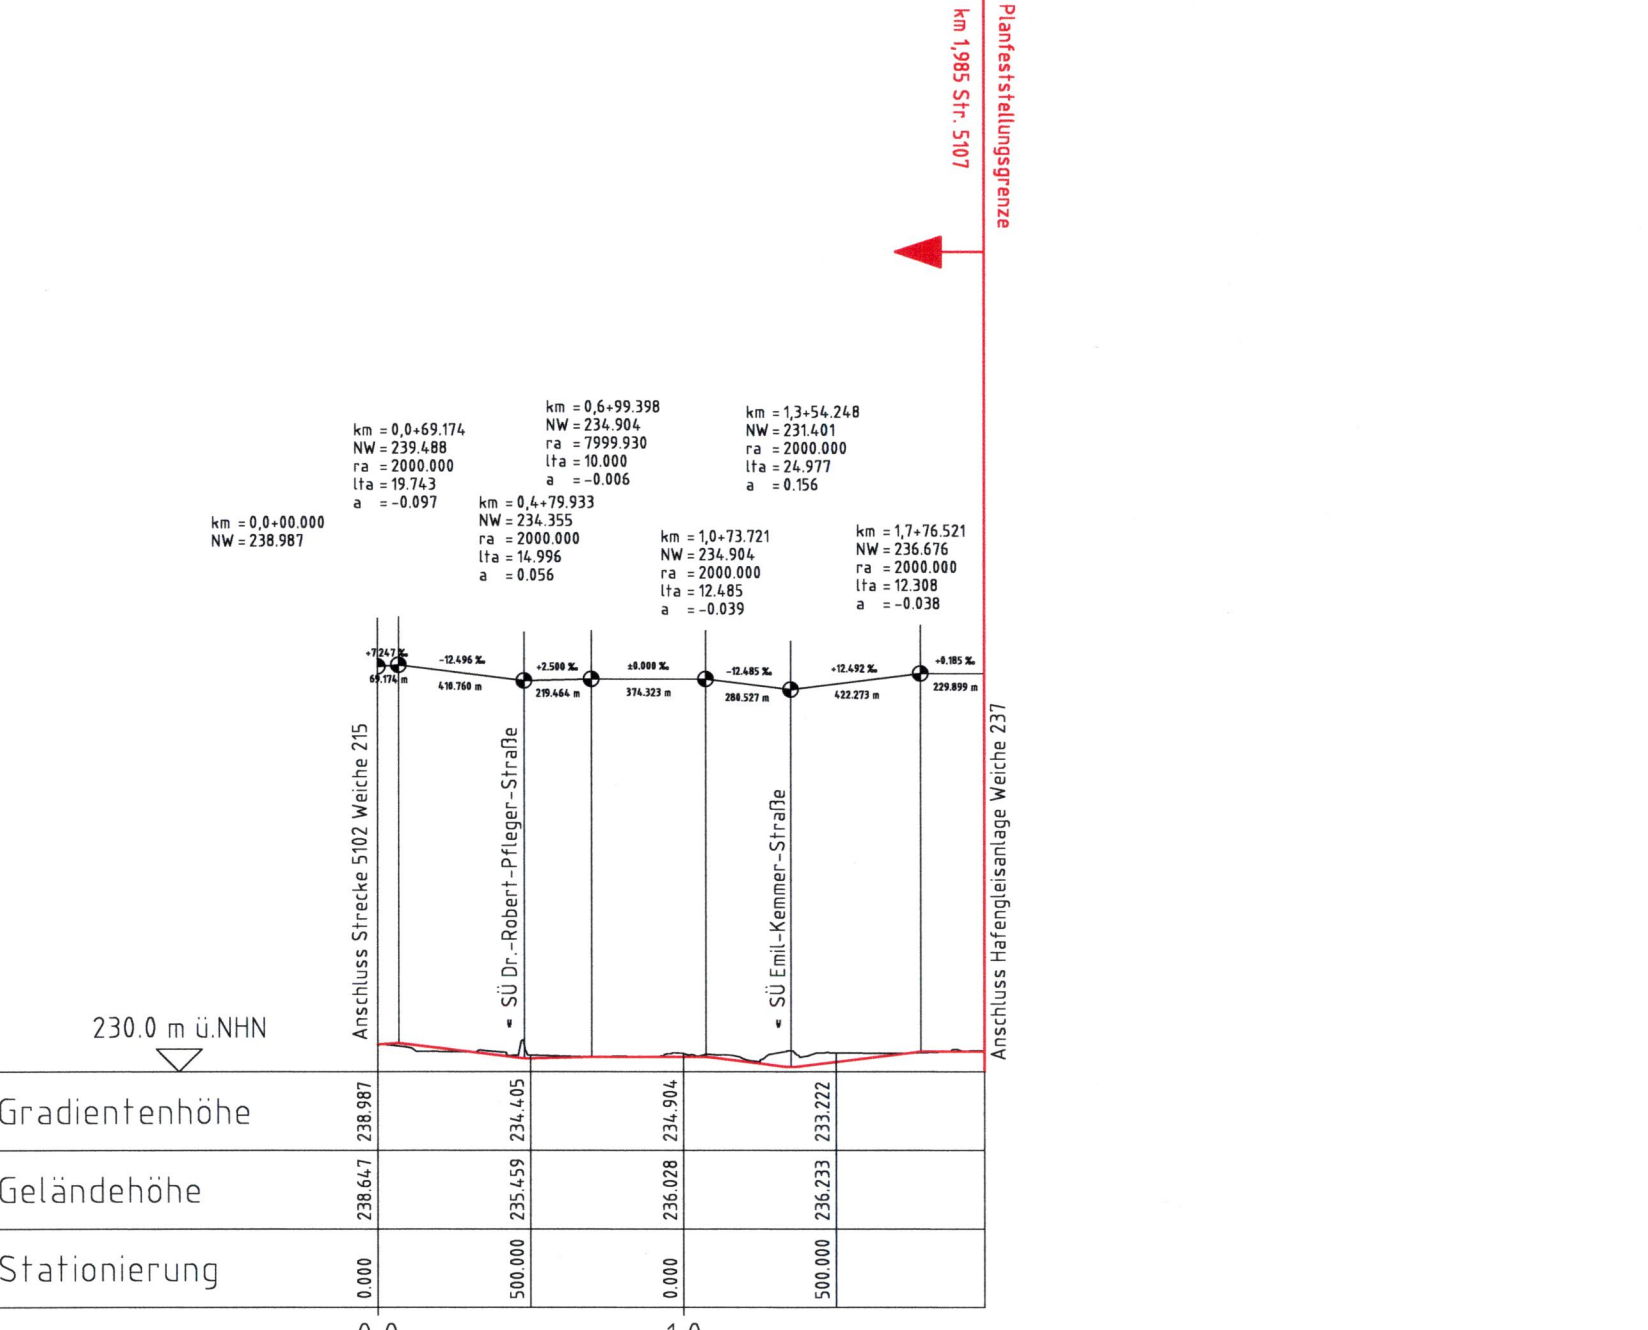 Planfeststellungsgrenze
km 1,985 Str. 5107
km = 0,0+00.000
NW = 238.987
km = 0,0+69.174
NW = 239.488
ra = 2000.000
lta = 19.743
a = -0.097
km = 0,4+79.933
NW = 234.355
ra = 2000.000
lta = 14.996
a = 0.056
km = 0,6+99.398
NW = 234.904
ra = 7999.930
lta = 10.000
a = -0.006
km = 1,0+73.721
NW = 234.904
ra = 2000.000
lta = 12.485
a = -0.039
km = 1,3+54.248
NW = 231.401
ra = 2000.000
lta = 24.977
a = 0.156
km = 1,7+76.521
NW = 236.676
ra = 2000.000
lta = 12.308
a = -0.038
+7.247 ‰
69.174 m
-12.496 ‰
410.760 m
+2.500 ‰
219.464 m
±0.000 ‰
374.323 m
-12.485 ‰
280.527 m
+12.492 ‰
422.273 m
+0.185 ‰
229.899 m
Anschluss Strecke 5102 Weiche 215
SÜ Dr.-Robert-Pfleger-Straße
SÜ Emil-Kemmer-Straße
Anschluss Hafengleisanlage Weiche 237
230.0 m ü.NHN
Gradientenhöhe 238.987 234.405 234.904 233.222
Geländehöhe 238.647 235.459 236.028 236.233
Stationierung 0.000 500.000 0.000 500.000